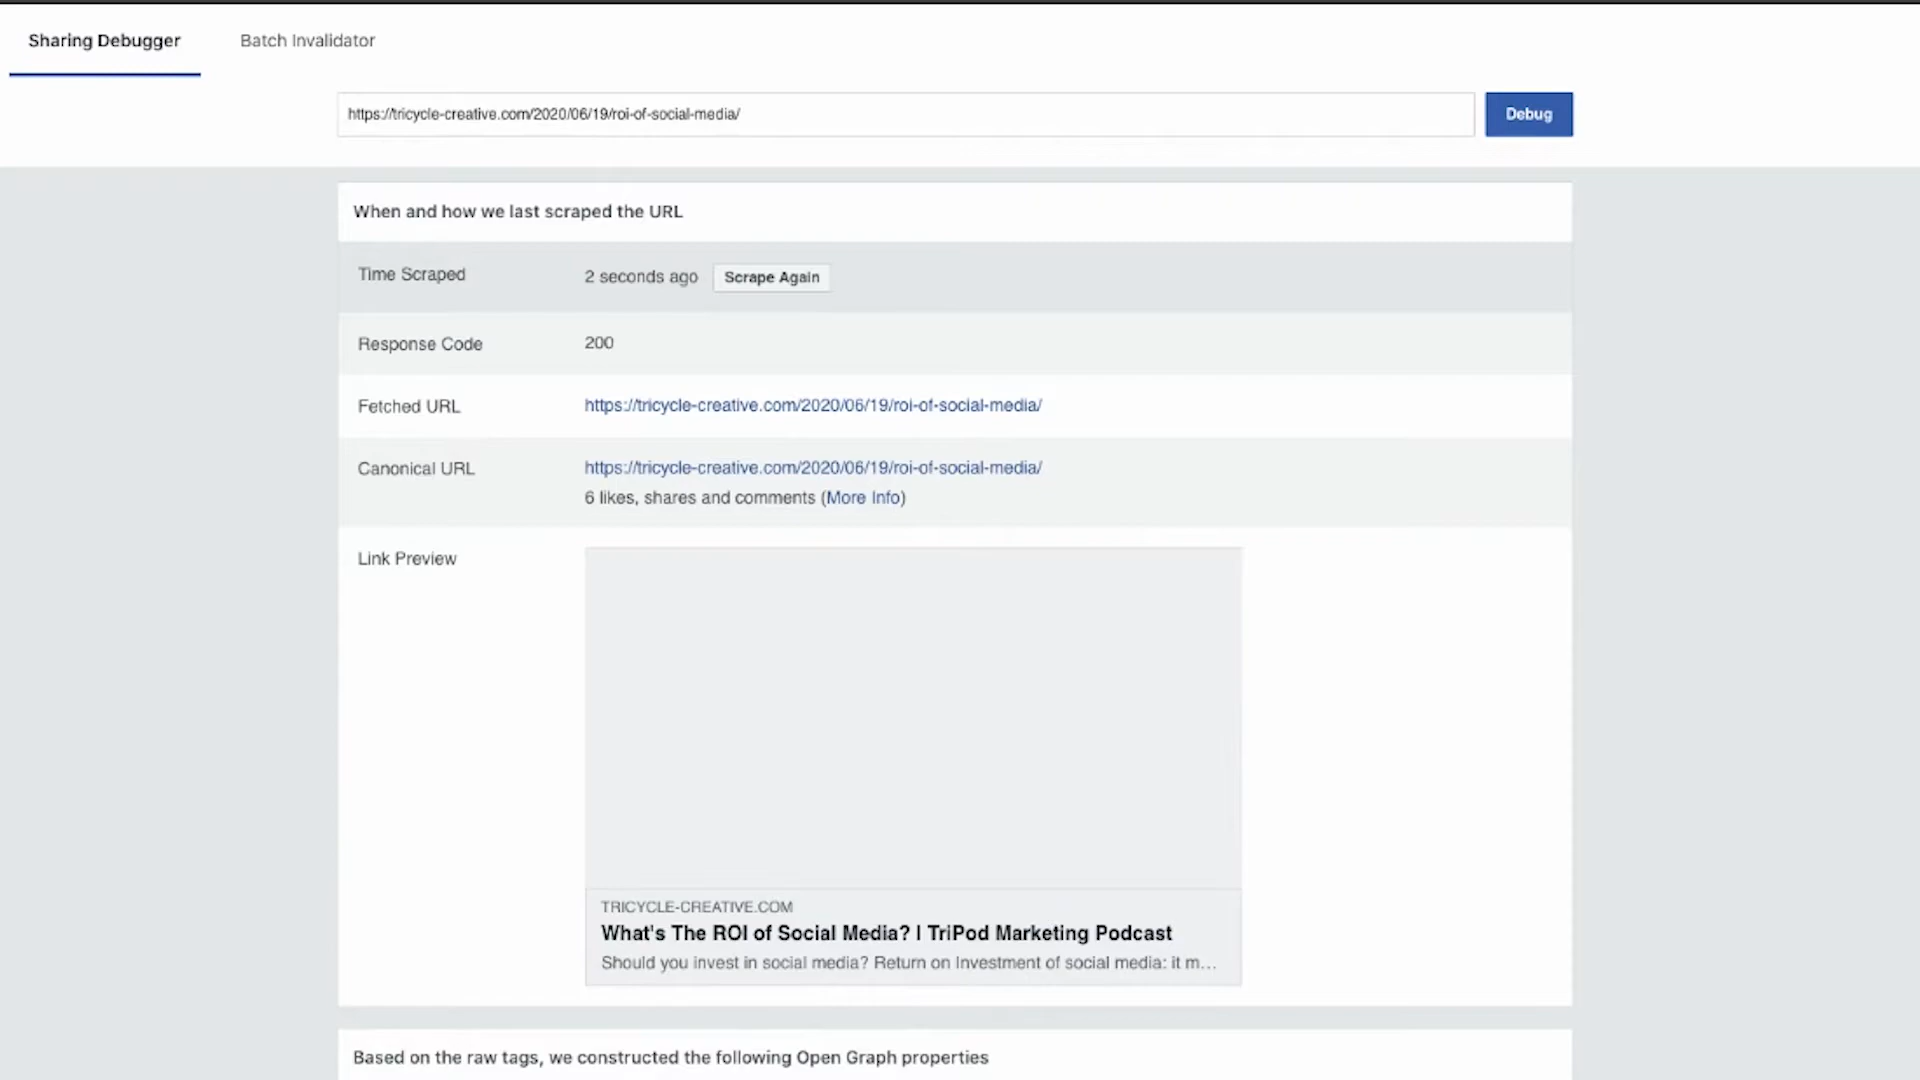 Sharing Debugger
Batch Invalidator
https://tricycle-creative.com/2020/06/19/roi-of-social-media/
Debug
When and how we last scraped the URL
Time Scraped
2 seconds ago
Scrape Again
Response Code
200
Fetched URL
https://tricycle-creative.com/2020/06/19/roi-of-social-media/
Canonical URL
https://tricycle-creative.com/2020/06/19/roi-of-social-media/
6 likes, shares and comments (More Info)
Link Preview
TRICYCLE-CREATIVE.COM
What's The ROI of Social Media? | TriPod Marketing Podcast
Should you invest in social media? Return on Investment of social media: it m...
Based on the raw tags, we constructed the following Open Graph properties